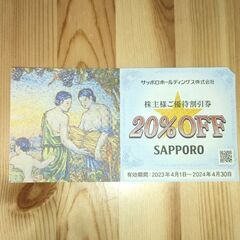 サッポロホールディングス株式会社
株主様ご優待割引券
20%OFF
SAPPORO
有効期間：2023年4月1日〜2024年4月30日